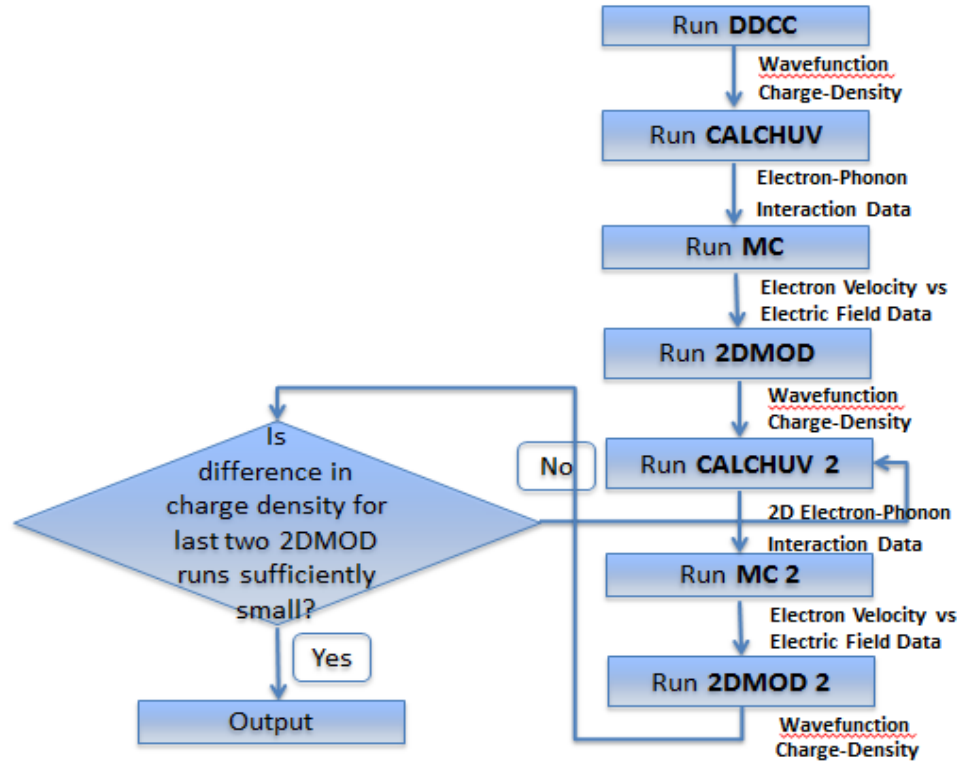 Run DDCC
Wavefunction
Charge-Density
Run CALCHUV
Electron-Phonon
Interaction Data
Run MC
Electron Velocity vs
Electric Field Data
Run 2DMOD
Wavefunction
Charge-Density
Run CALCHUV 2
2D Electron-Phonon
Interaction Data
Run MC 2
Electron Velocity vs
Electric Field Data
Run 2DMOD 2
Wavefunction
Charge-Density
Is
difference in
charge density for
last two 2DMOD
runs sufficiently
small?
No
Yes
Output